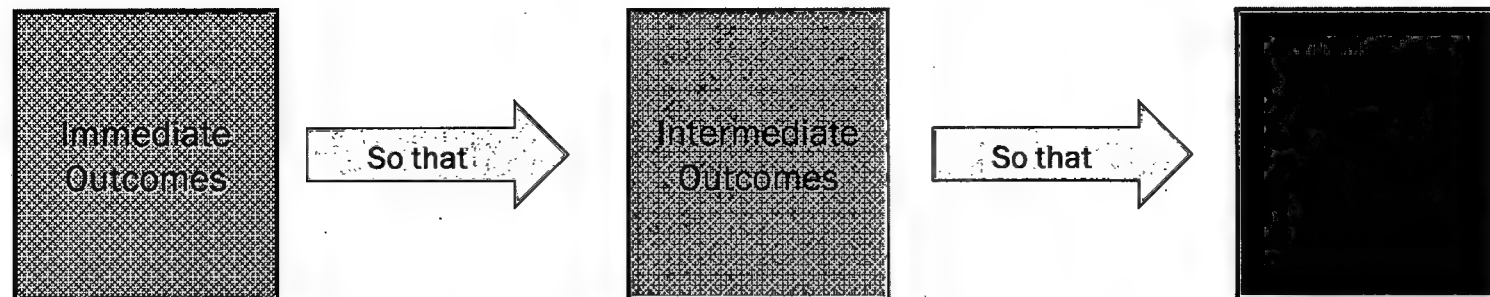 Immediate
Outcomes
So that
Intermediate
Outcomes
So that